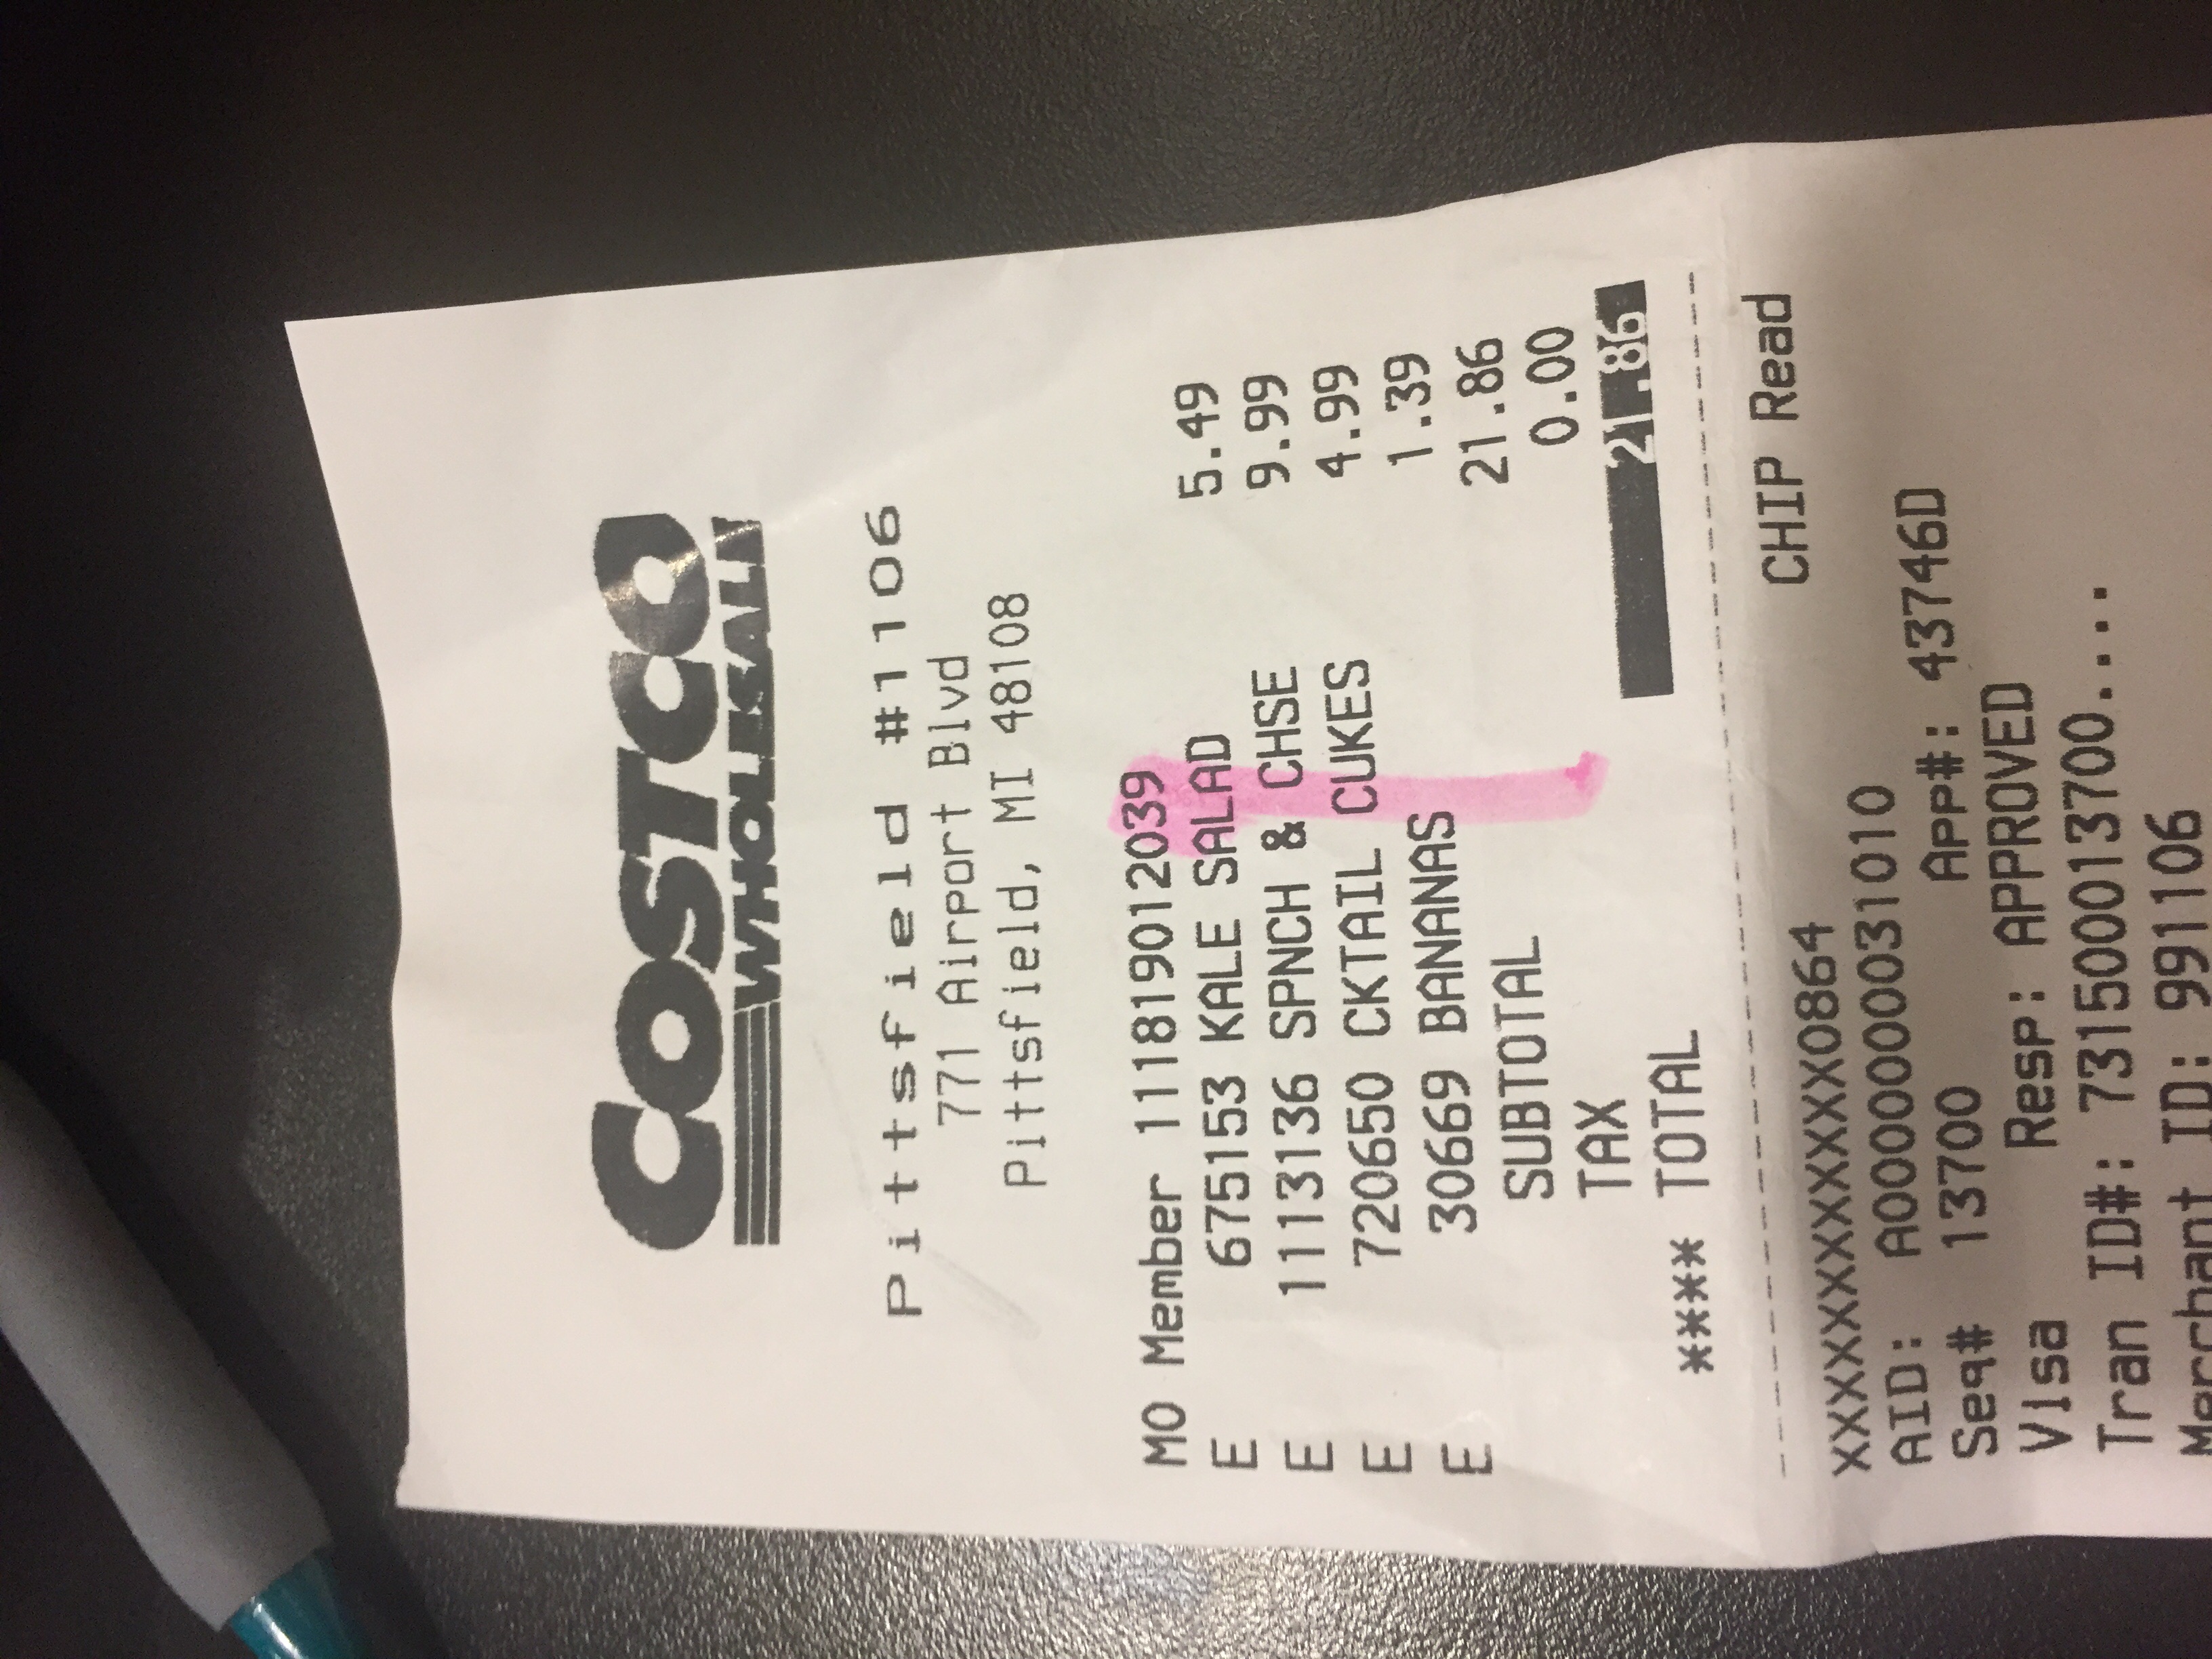 COSTCO
WHOLESALE
Pittsfield #1106
771 Airport Blvd
Pittsfield, MI 48108
MO Member 111819012039
E 675153 KALE SALAD 5.49
E 1113136 SPNCH & CHSE 9.99
E 720650 CKTAIL CUKES 4.99
E 30669 BANANAS 1.39
SUBTOTAL 21.86
TAX 0.00
**** TOTAL 21.86
XXXXXXXXXXXX0864 CHIP Read
AID: A0000000031010
Seq# 13700 App#: 43746D
Visa Resp: APPROVED
Tran ID#: 731500013700....
Merchant ID: 991106